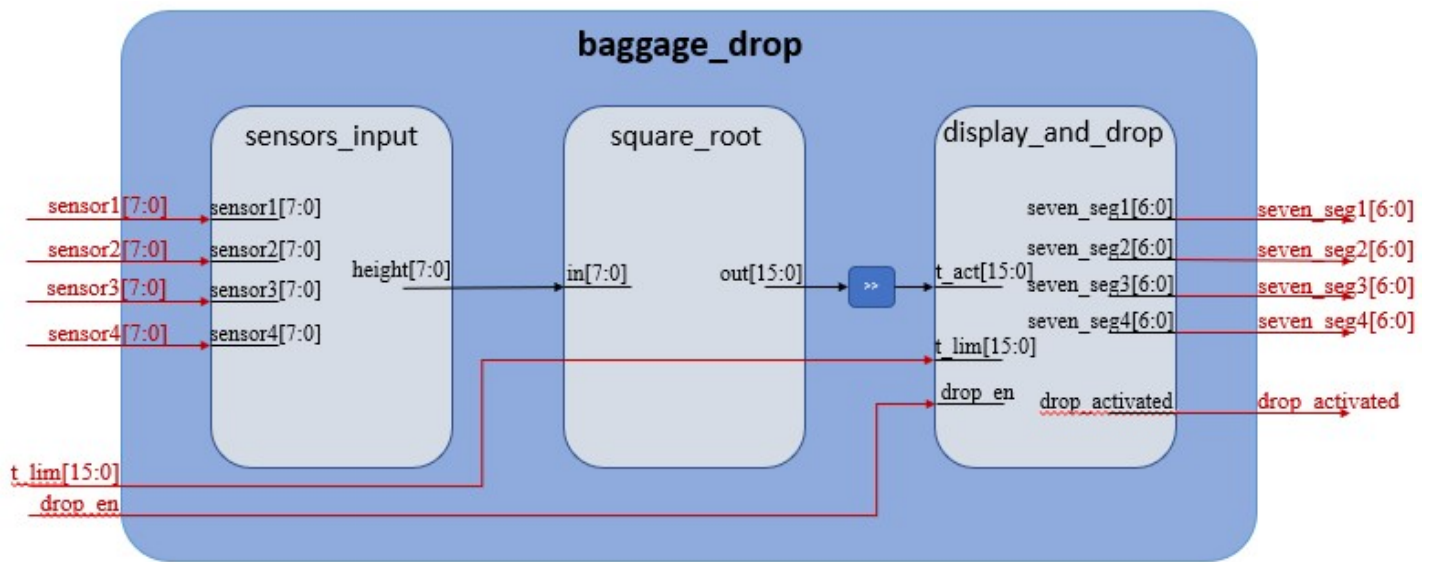 baggage_drop
sensors_input
square_root
display_and_drop
sensor1[7:0]
sensor2[7:0]
sensor3[7:0]
sensor4[7:0]
sensor1[7:0]
sensor2[7:0]
sensor3[7:0]
sensor4[7:0]
height[7:0]
in[7:0]
out[15:0]
>>
t_act[15:0]
t_lim[15:0]
drop_en
seven_seg1[6:0]
seven_seg2[6:0]
seven_seg3[6:0]
seven_seg4[6:0]
drop_activated
seven_seg1[6:0]
seven_seg2[6:0]
seven_seg3[6:0]
seven_seg4[6:0]
drop_activated
t_lim[15:0]
drop_en